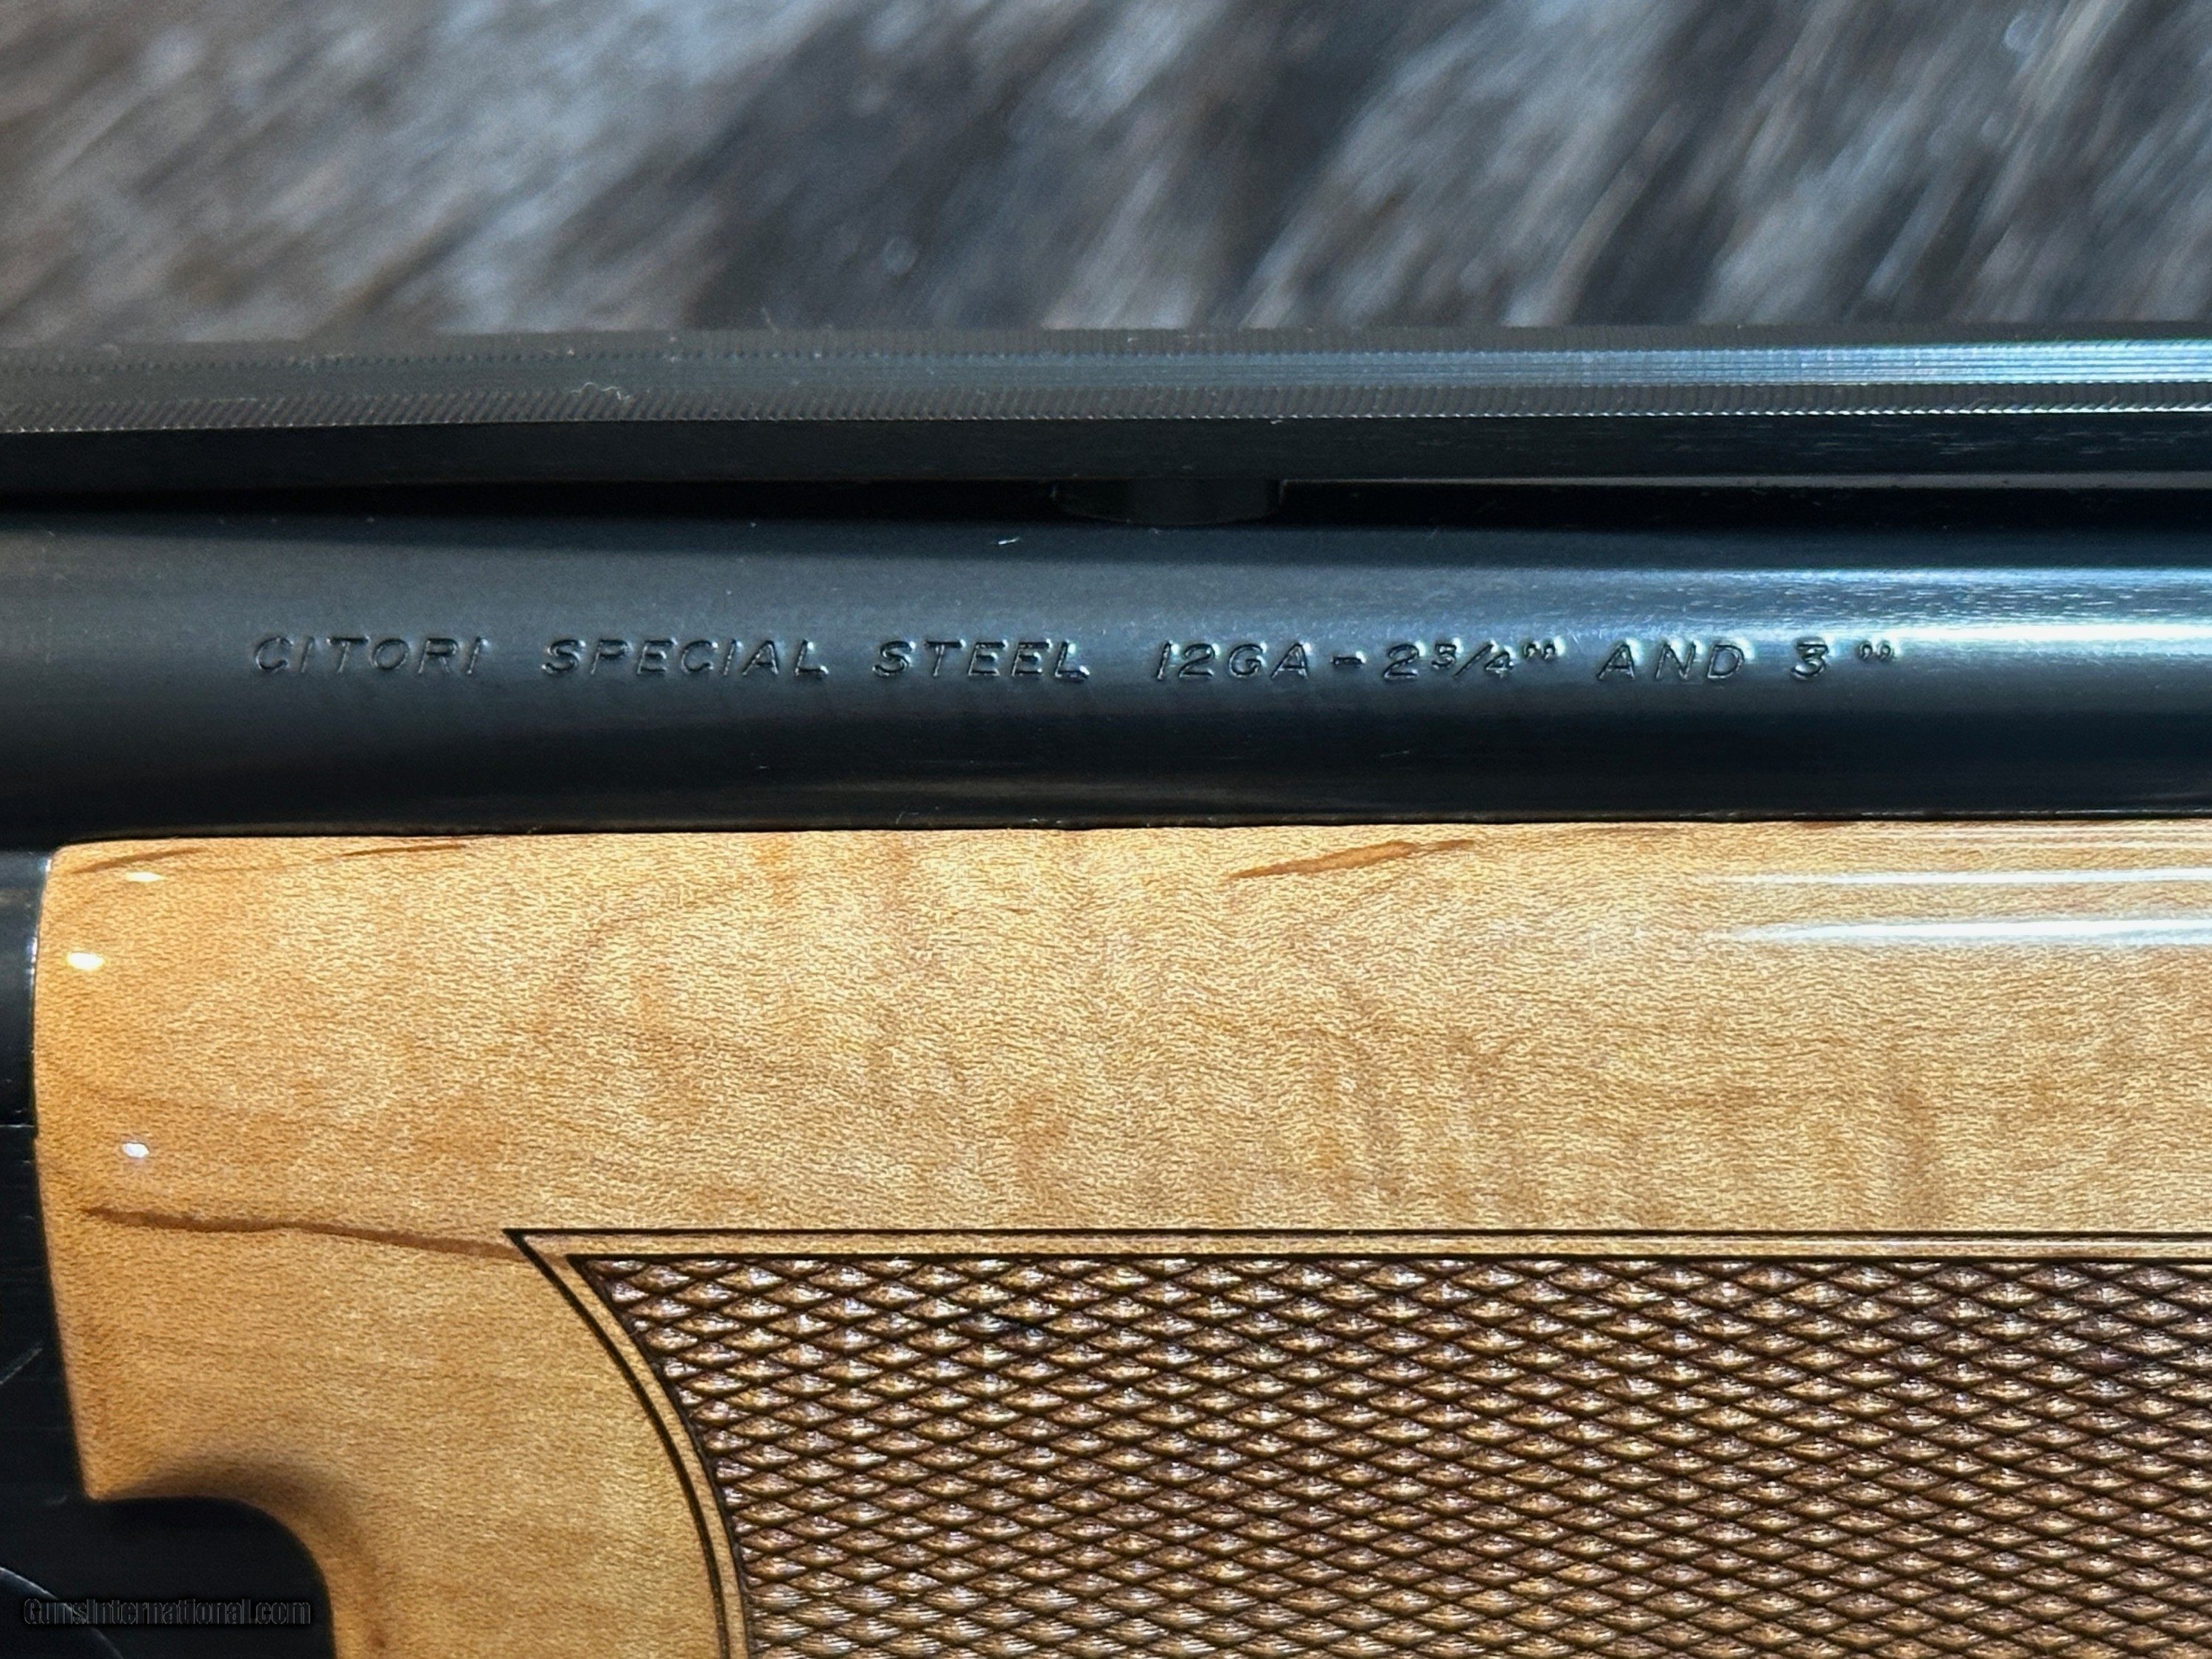 CITORI SPECIAL STEEL 12GA-2¾" AND 3"
GunsInternational.com